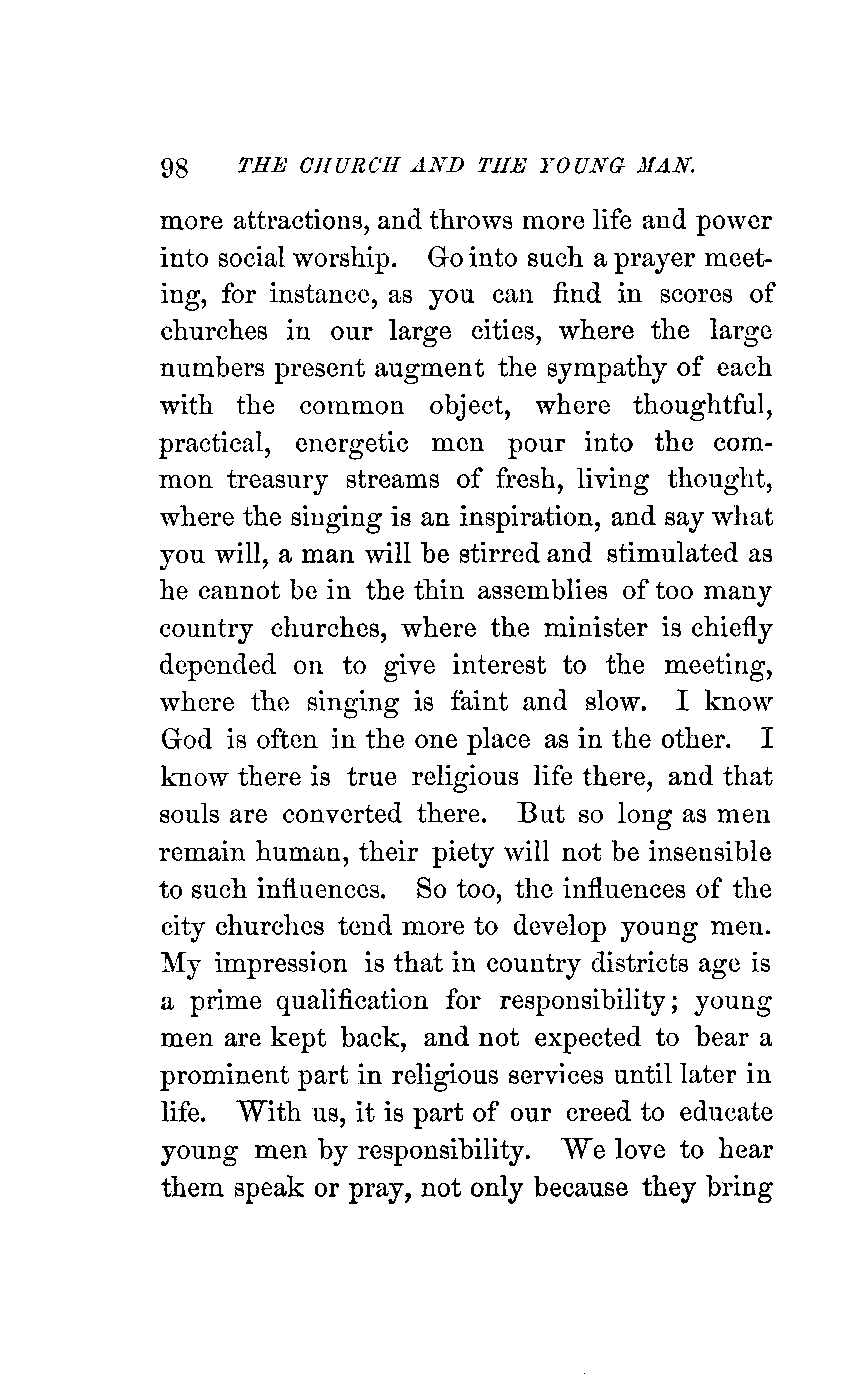 98 THE CHURCH AND THE YOUNG MAN.
more attractions, and throws more life and power
into social worship. Go into such a prayer meet-
ing, for instance, as you can find in scores of
churches in our large cities, where the large
numbers present augment the sympathy of each
with the common object, where thoughtful,
practical, energetic men pour into the com-
mon treasury streams of fresh, living thought,
where the singing is an inspiration, and say what
you will, a man will be stirred and stimulated as
he cannot be in the thin assemblies of too many
country churches, where the minister is chiefly
depended on to give interest to the meeting,
where the singing is faint and slow. I know
God is often in the one place as in the other. I
know there is true religious life there, and that
souls are converted there. But so long as men
remain human, their piety will not be insensible
to such influences. So too, the influences of the
city churches tend more to develop young men.
My impression is that in country districts age is
a prime qualification for responsibility; young
men are kept back, and not expected to bear a
prominent part in religious services until later in
life. With us, it is part of our creed to educate
young men by responsibility. We love to hear
them speak or pray, not only because they bring